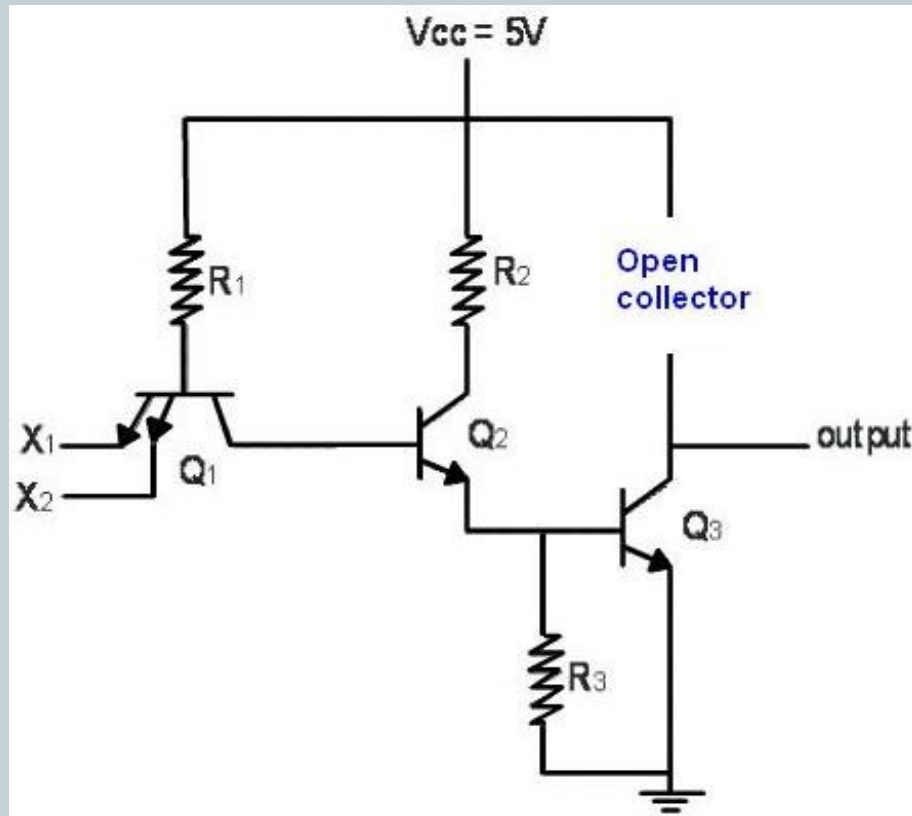 Vcc = 5V
Open
collector
R1
R2
X1
Q1
Q2
output
X2
Q3
R3